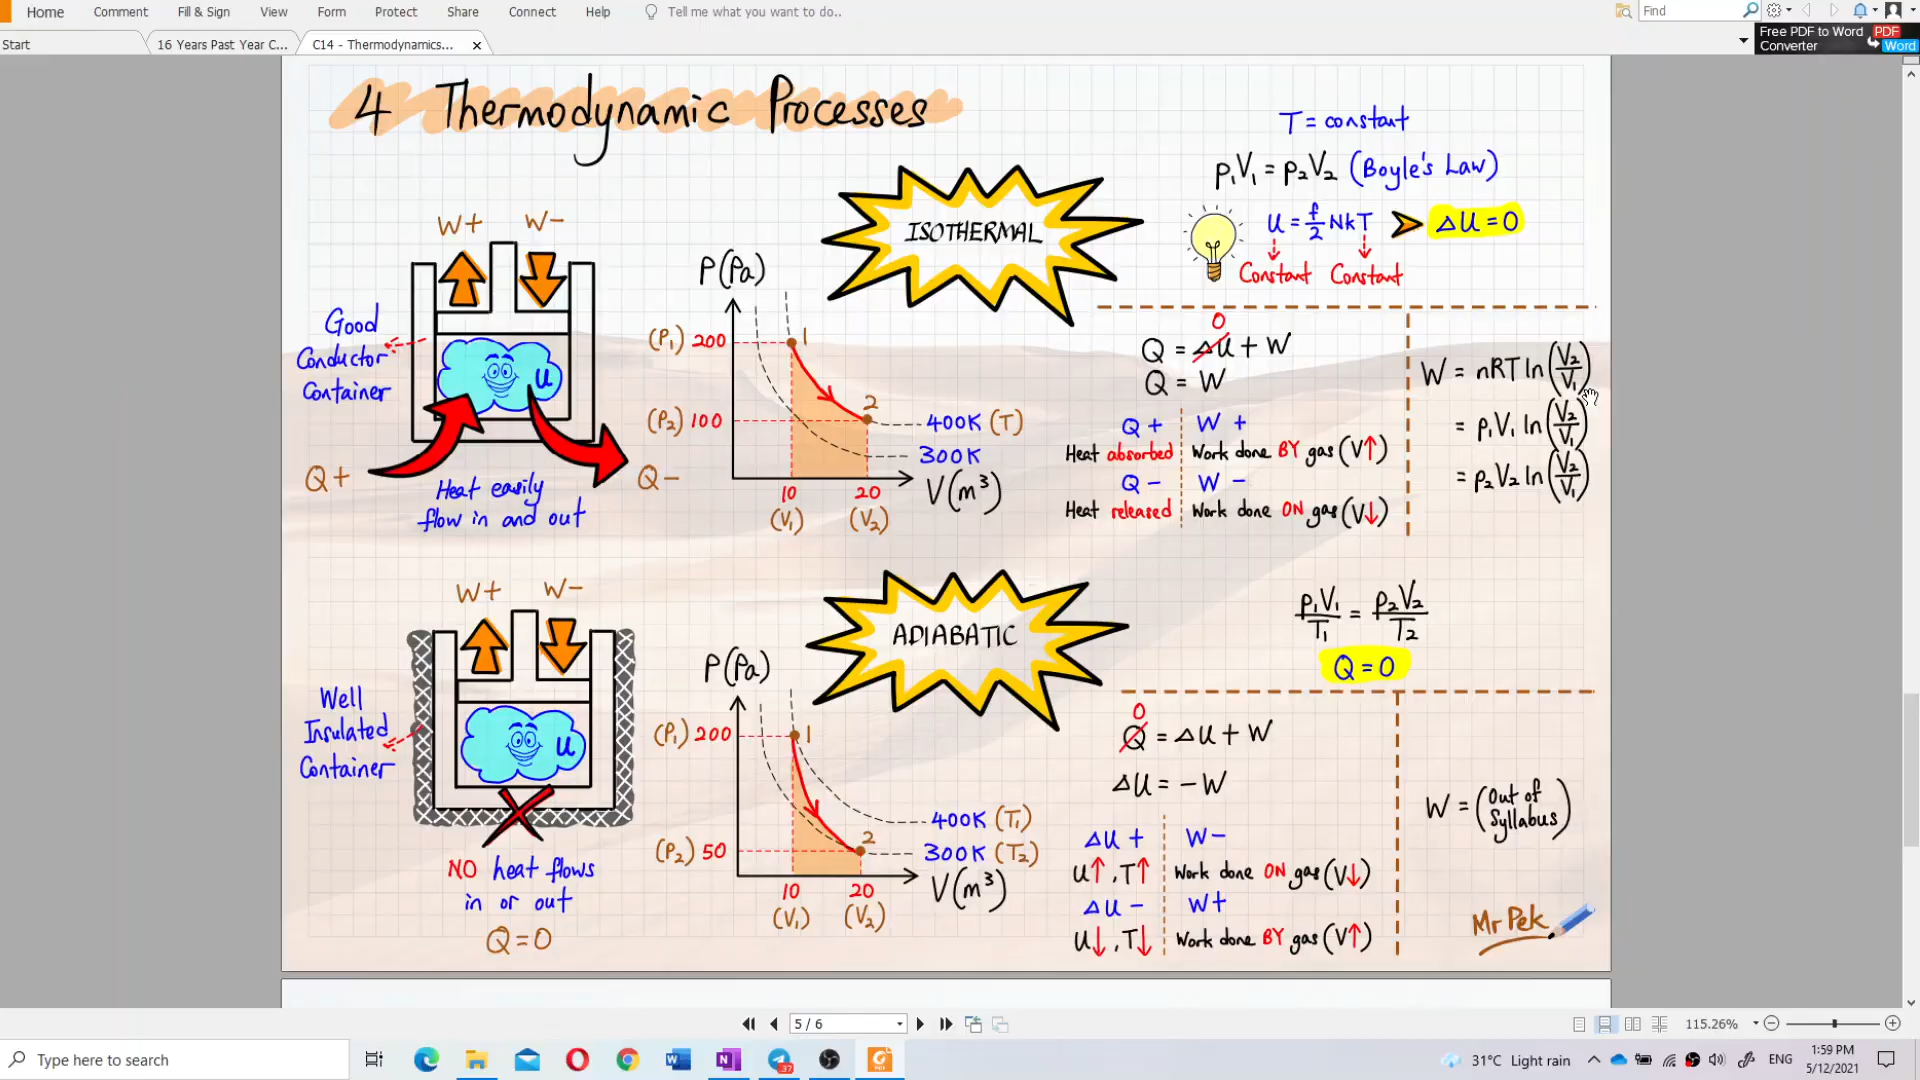 Home Comment Fill & Sign View Form Protect Share Connect Help Tell me what you want to do.. Find
Start 16 Years Past Year C... C14 - Thermodynamics... × Free PDF to Word Converter PDF Word
4 Thermodynamic Processes
T = constant
p₁V₁ = p₂V₂ (Boyle's Law)
ISOTHERMAL
U = f/2 NkT ΔU = 0
Constant Constant
W+ W-
Good
Conductor
Container
U
Q+ Q-
Heat easily
flow in and out
P(Pa)
(P₁) 200 1
(P₂) 100 2
400K (T)
300K
10 20 V(m³)
(V₁) (V₂)
0
Q = ΔU + W
Q = W
Q + W +
Heat absorbed Work done BY gas (V↑)
Q - W -
Heat released Work done ON gas (V↓)
W = nRT ln(V₂/V₁)
= p₁V₁ ln(V₂/V₁)
= p₂V₂ ln(V₂/V₁)
ADIABATIC
p₁V₁/T₁ = p₂V₂/T₂
Q = 0
W+ W-
Well
Insulated
Container
U
NO heat flows
in or out
Q = 0
P(Pa)
(P₁) 200 1
(P₂) 50 2
400K (T₁)
300K (T₂)
10 20 V(m³)
(V₁) (V₂)
0
Q = ΔU + W
ΔU = - W
ΔU + W-
U↑, T↑ Work done ON gas (V↓)
ΔU - W+
U↓, T↓ Work done BY gas (V↑)
W = (Out of Syllabus)
Mr Pek
5 / 6 115.26%
Type here to search 37 31°C Light rain ENG 1:59 PM
5/12/2021